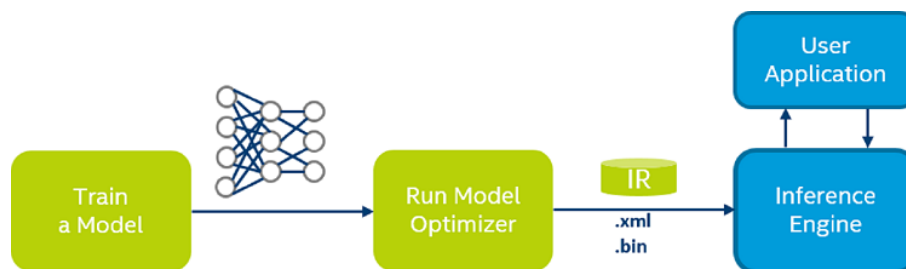 User
Application
Train
a Model
Run Model
Optimizer
IR
.xml
.bin
Inference
Engine